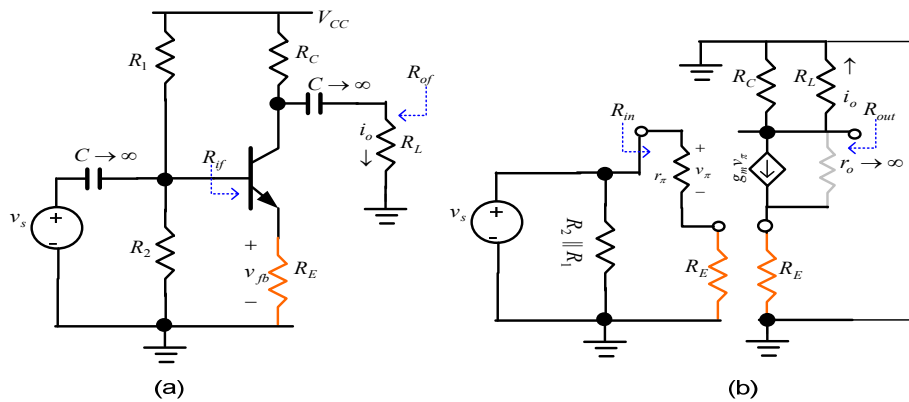 V_CC
R_1
R_C
C → ∞
R_of
i_o
↓
R_L
C → ∞
R_if
v_s
+
-
R_2
+
v_fb
−
R_E
(a)
R_C
R_L
↑
i_o
R_out
R_in
+
v_π
−
r_π
g_m v_π
r_o → ∞
v_s
+
-
R_2 ∥ R_1
R_E
R_E
(b)